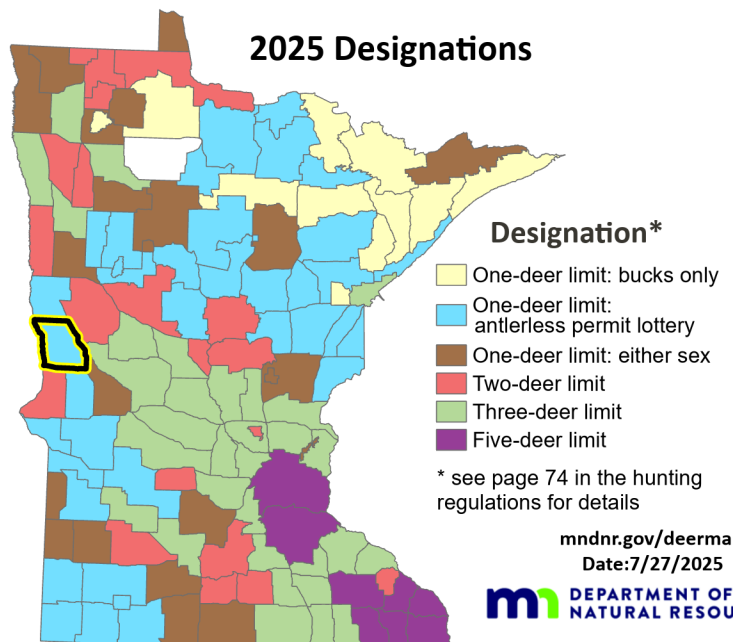 2025 Designations
Designation*
One-deer limit: bucks only
One-deer limit:
antlerless permit lottery
One-deer limit: either sex
Two-deer limit
Three-deer limit
Five-deer limit
* see page 74 in the hunting
regulations for details
mndnr.gov/deerma
Date:7/27/2025
mn DEPARTMENT OF
NATURAL RESOU